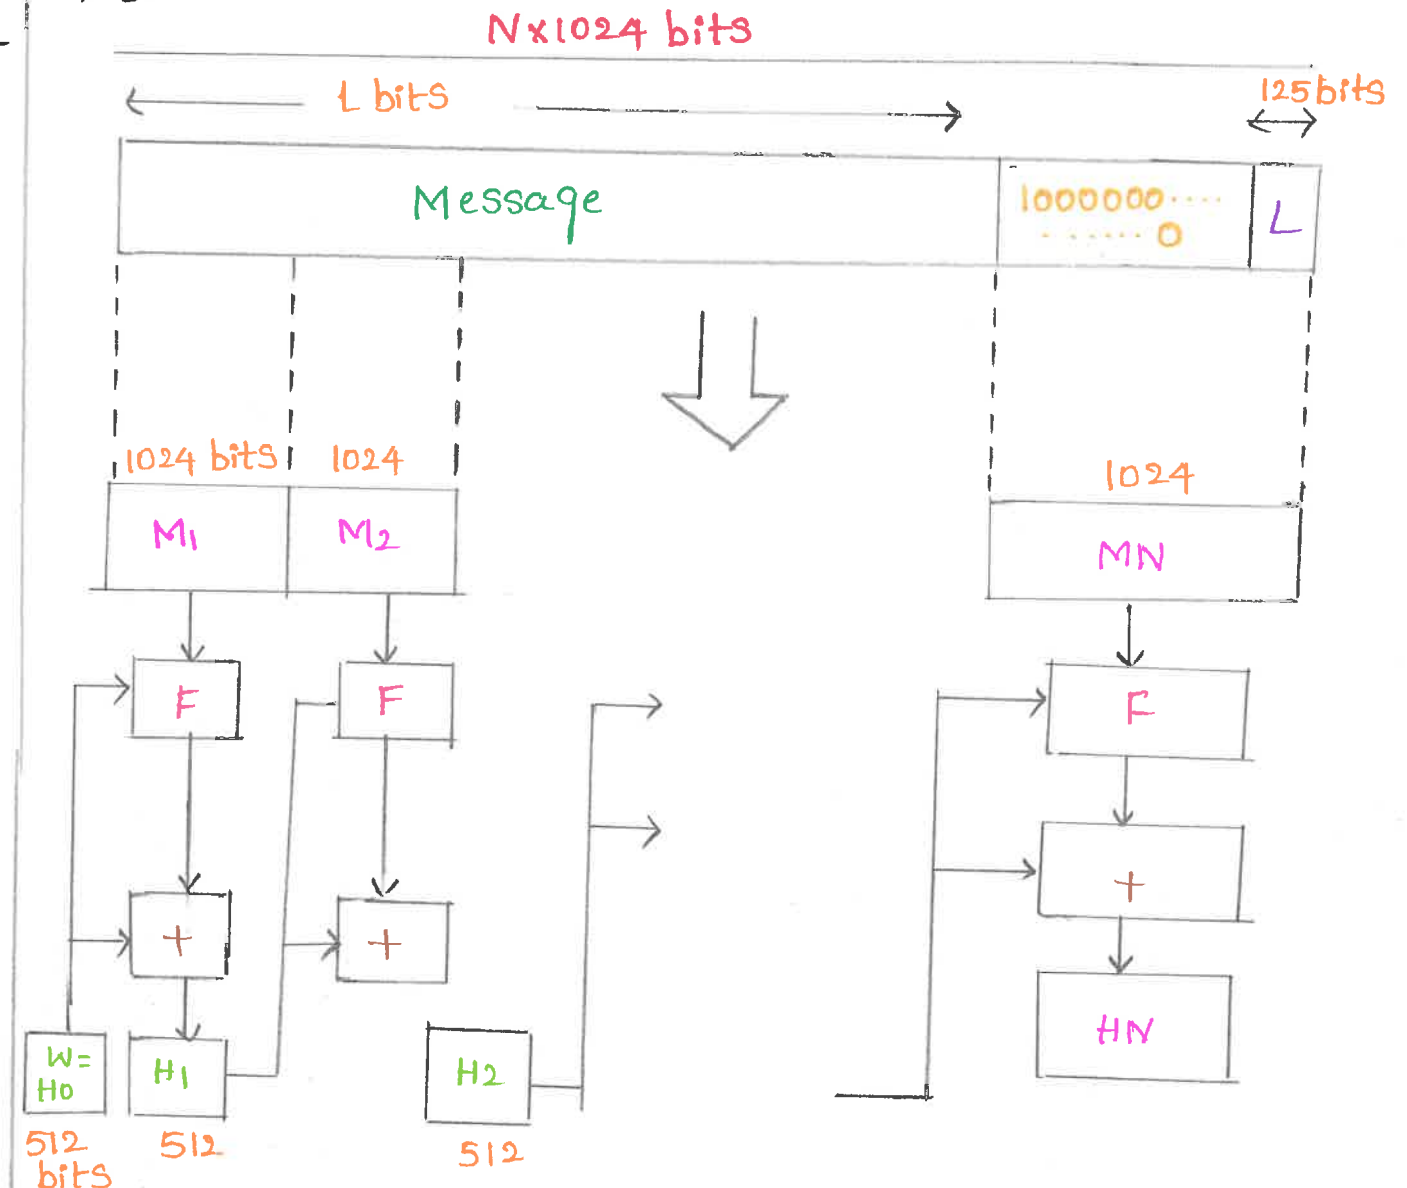 N×1024 bits
L bits
125 bits
Message
1000000....
......0
L
1024 bits
1024
1024
M1
M2
MN
F
F
F
+
+
+
W=
H0
H1
H2
HN
512
bits
512
512